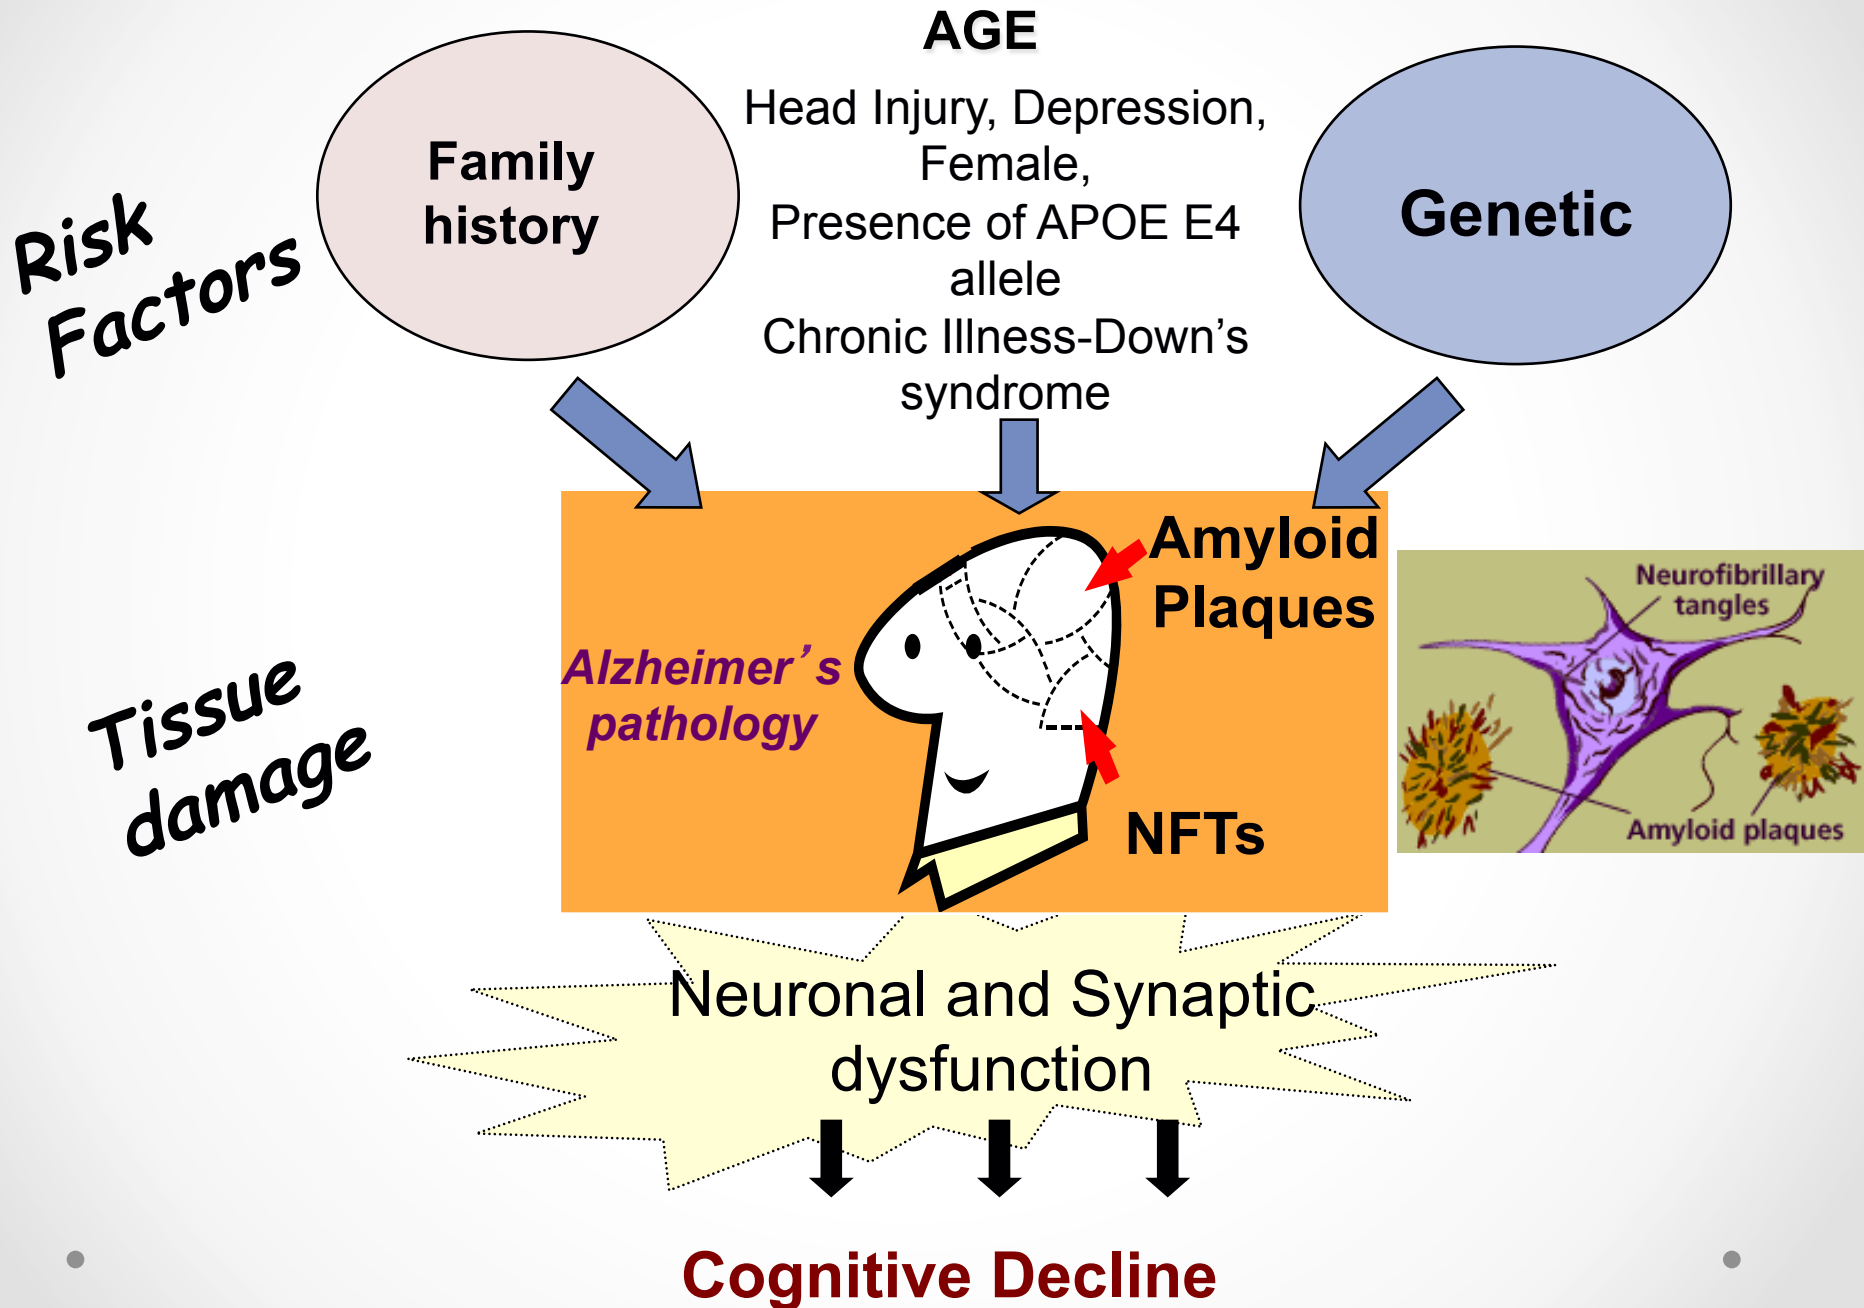 AGE
Head Injury, Depression,
Female,
Presence of APOE E4
allele
Chronic Illness-Down’s
syndrome
Family
history
Genetic
Risk
Factors
Amyloid
Plaques
Alzheimer’s
pathology
NFTs
Neurofibrillary
tangles
Amyloid plaques
Tissue
damage
Neuronal and Synaptic
dysfunction
Cognitive Decline